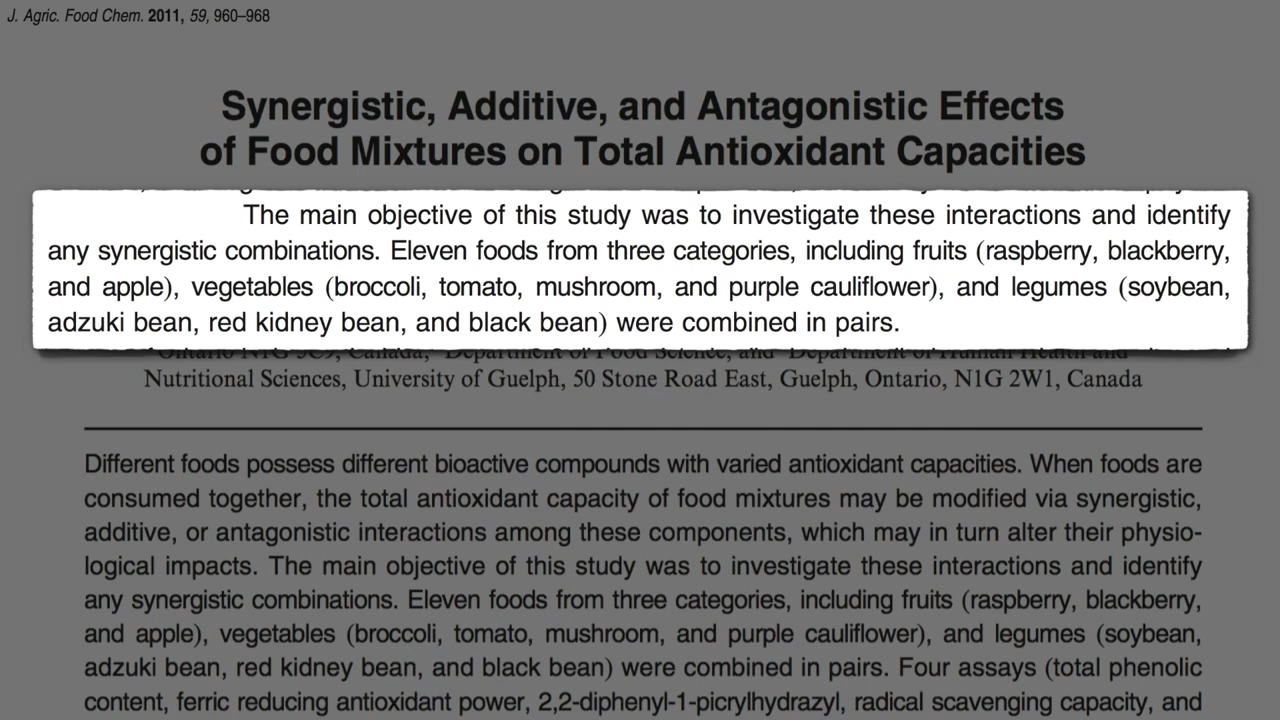 J. Agric. Food Chem. 2011, 59, 960–968
Synergistic, Additive, and Antagonistic Effects
of Food Mixtures on Total Antioxidant Capacities
The main objective of this study was to investigate these interactions and identify
any synergistic combinations. Eleven foods from three categories, including fruits (raspberry, blackberry,
and apple), vegetables (broccoli, tomato, mushroom, and purple cauliflower), and legumes (soybean,
adzuki bean, red kidney bean, and black bean) were combined in pairs.
Nutritional Sciences, University of Guelph, 50 Stone Road East, Guelph, Ontario, N1G 2W1, Canada
Different foods possess different bioactive compounds with varied antioxidant capacities. When foods are
consumed together, the total antioxidant capacity of food mixtures may be modified via synergistic,
additive, or antagonistic interactions among these components, which may in turn alter their physio-
logical impacts. The main objective of this study was to investigate these interactions and identify
any synergistic combinations. Eleven foods from three categories, including fruits (raspberry, blackberry,
and apple), vegetables (broccoli, tomato, mushroom, and purple cauliflower), and legumes (soybean,
adzuki bean, red kidney bean, and black bean) were combined in pairs. Four assays (total phenolic
content, ferric reducing antioxidant power, 2,2-diphenyl-1-picrylhydrazyl, radical scavenging capacity, and